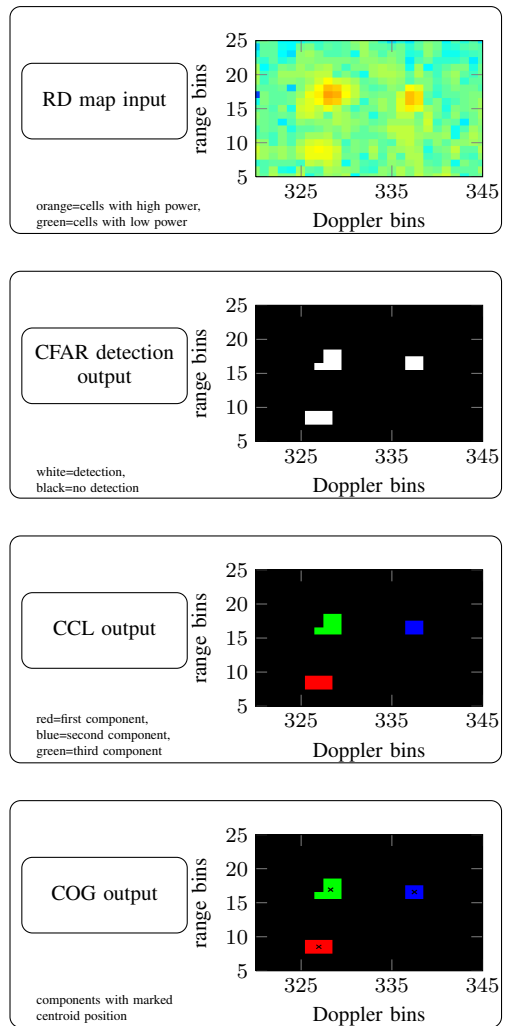 RD map input
orange=cells with high power,
green=cells with low power
range bins
25
20
15
10
5
325
335
345
Doppler bins
CFAR detection
output
white=detection,
black=no detection
range bins
25
20
15
10
5
325
335
345
Doppler bins
CCL output
red=first component,
blue=second component,
green=third component
range bins
25
20
15
10
5
325
335
345
Doppler bins
COG output
components with marked
centroid position
range bins
25
20
15
10
5
325
335
345
Doppler bins